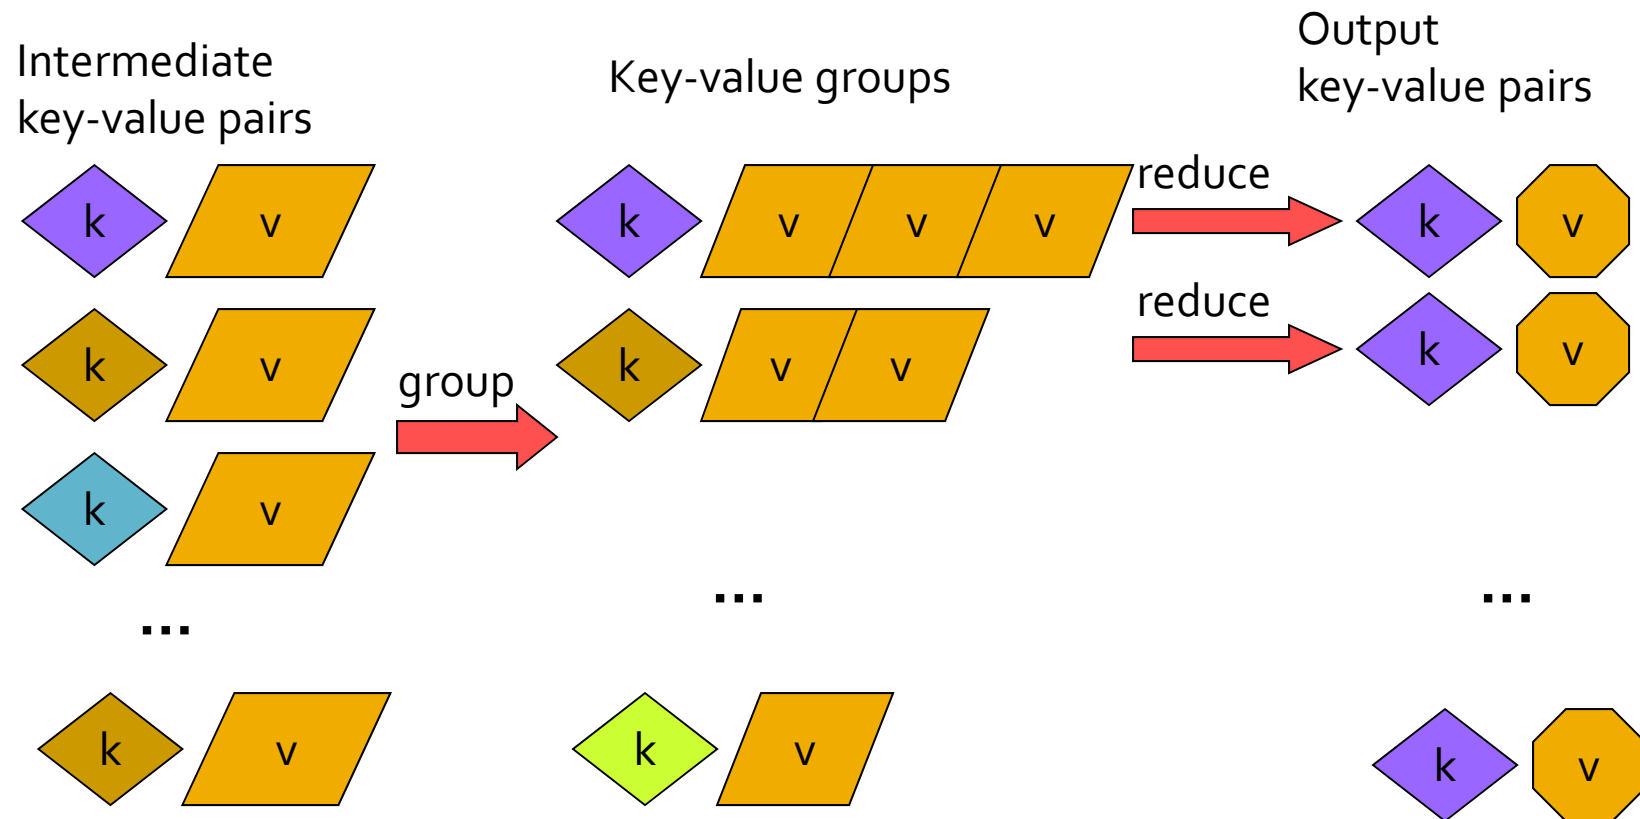 Intermediate
key-value pairs
k v
k v
k v
...
k v
group
Key-value groups
k v v v
k v v
...
k v
reduce
reduce
Output
key-value pairs
k v
k v
...
k v